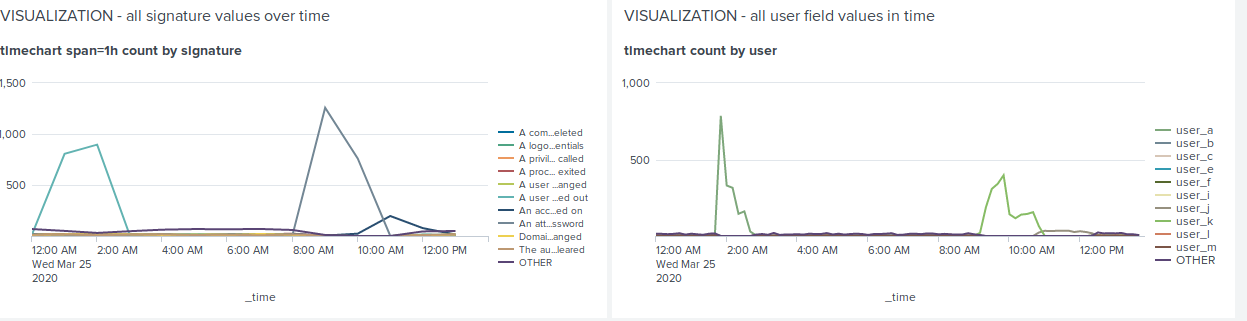 VISUALIZATION - all signature values over time
timechart span=1h count by signature
1,500
1,000
500
12:00 AM 2:00 AM 4:00 AM 6:00 AM 8:00 AM 10:00 AM 12:00 PM
Wed Mar 25
2020
_time
A com...eleted
A logo...entials
A privil... called
A proc... exited
A user ...anged
A user ...ed out
An acc...ed on
An att...ssword
Domai...anged
The au...leared
OTHER
VISUALIZATION - all user field values in time
timechart count by user
1,000
500
12:00 AM 2:00 AM 4:00 AM 6:00 AM 8:00 AM 10:00 AM 12:00 PM
Wed Mar 25
2020
_time
user_a
user_b
user_c
user_e
user_f
user_i
user_j
user_k
user_l
user_m
OTHER